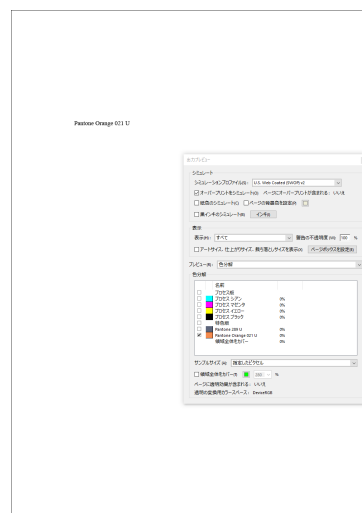 Pantone Orange 021 U
出力プレビュー
シミュレート
シミュレーションプロファイル(S): U.S. Web Coated (SWOP) v2
オーバープリントをシミュレート(O) ページにオーバープリントが含まれる: いいえ
紙色のシミュレート(C) ページの背景色を設定(P)
黒インキのシミュレート(B) インキ(I)
表示
表示(H): すべて 警告の不透明度 (W): 100 %
アートサイズ、仕上がりサイズ、裁ち落としサイズを表示(X) ページボックスを設定(B)
プレビュー(R): 色分解
色分解
名前
プロセス版
プロセス シアン 0%
プロセス マゼンタ 0%
プロセス イエロー 0%
プロセス ブラック 0%
特色版
Pantone 289 U 0%
Pantone Orange 021 U 0%
領域全体をカバー 0%
サンプルサイズ (A) 指定したピクセル
領域全体をカバー(T) 280 %
ページに透明効果が含まれる: いいえ
透明の変換用カラースペース: DeviceRGB